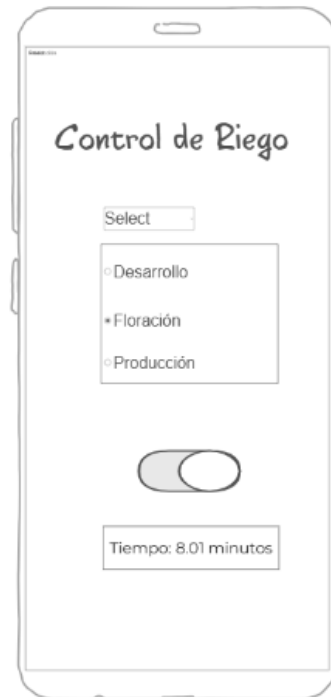 Control de Riego
Select
Desarrollo
Floración
Producción
Tiempo: 8.01 minutos